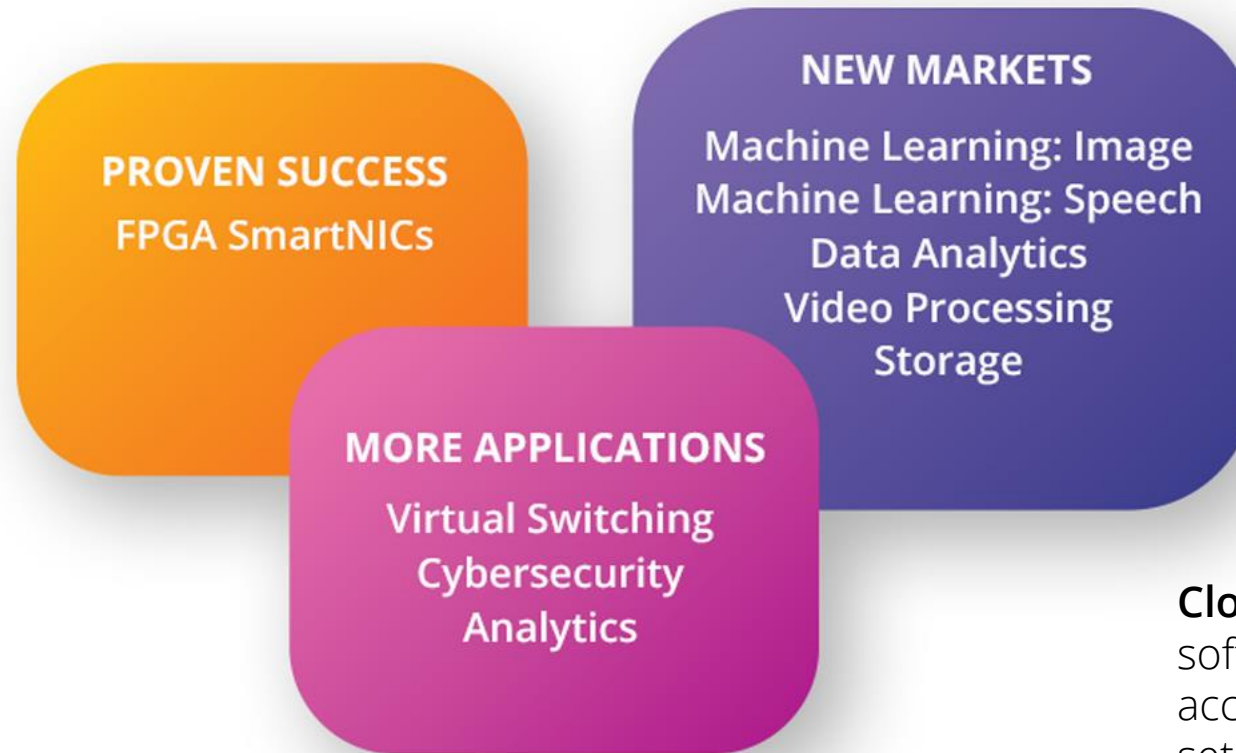 PROVEN SUCCESS
FPGA SmartNICs
NEW MARKETS
Machine Learning: Image
Machine Learning: Speech
Data Analytics
Video Processing
Storage
MORE APPLICATIONS
Virtual Switching
Cybersecurity
Analytics